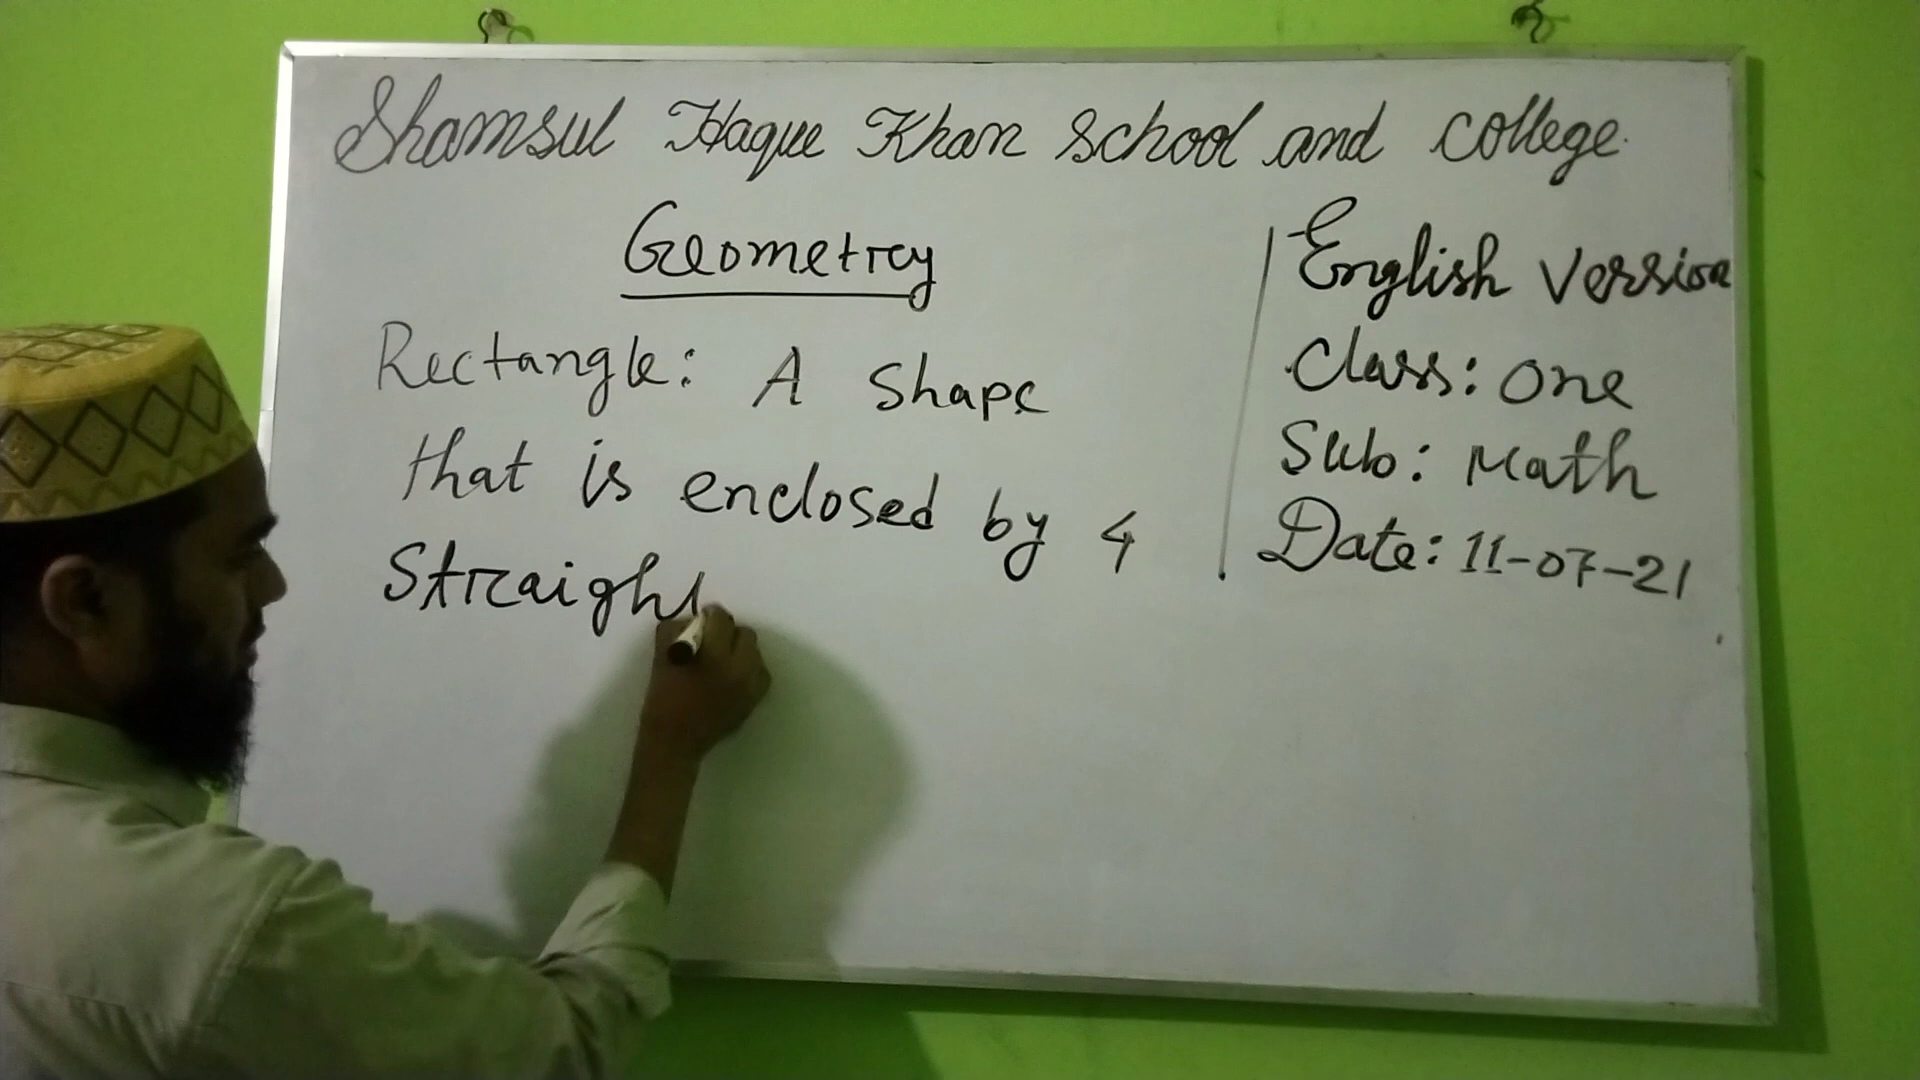 Shamsul Haque Khan School and college.
Geometry
Rectangle: A shape
that is enclosed by 4
Straight
English version
Class: One
Sub: Math
Date: 11-07-21